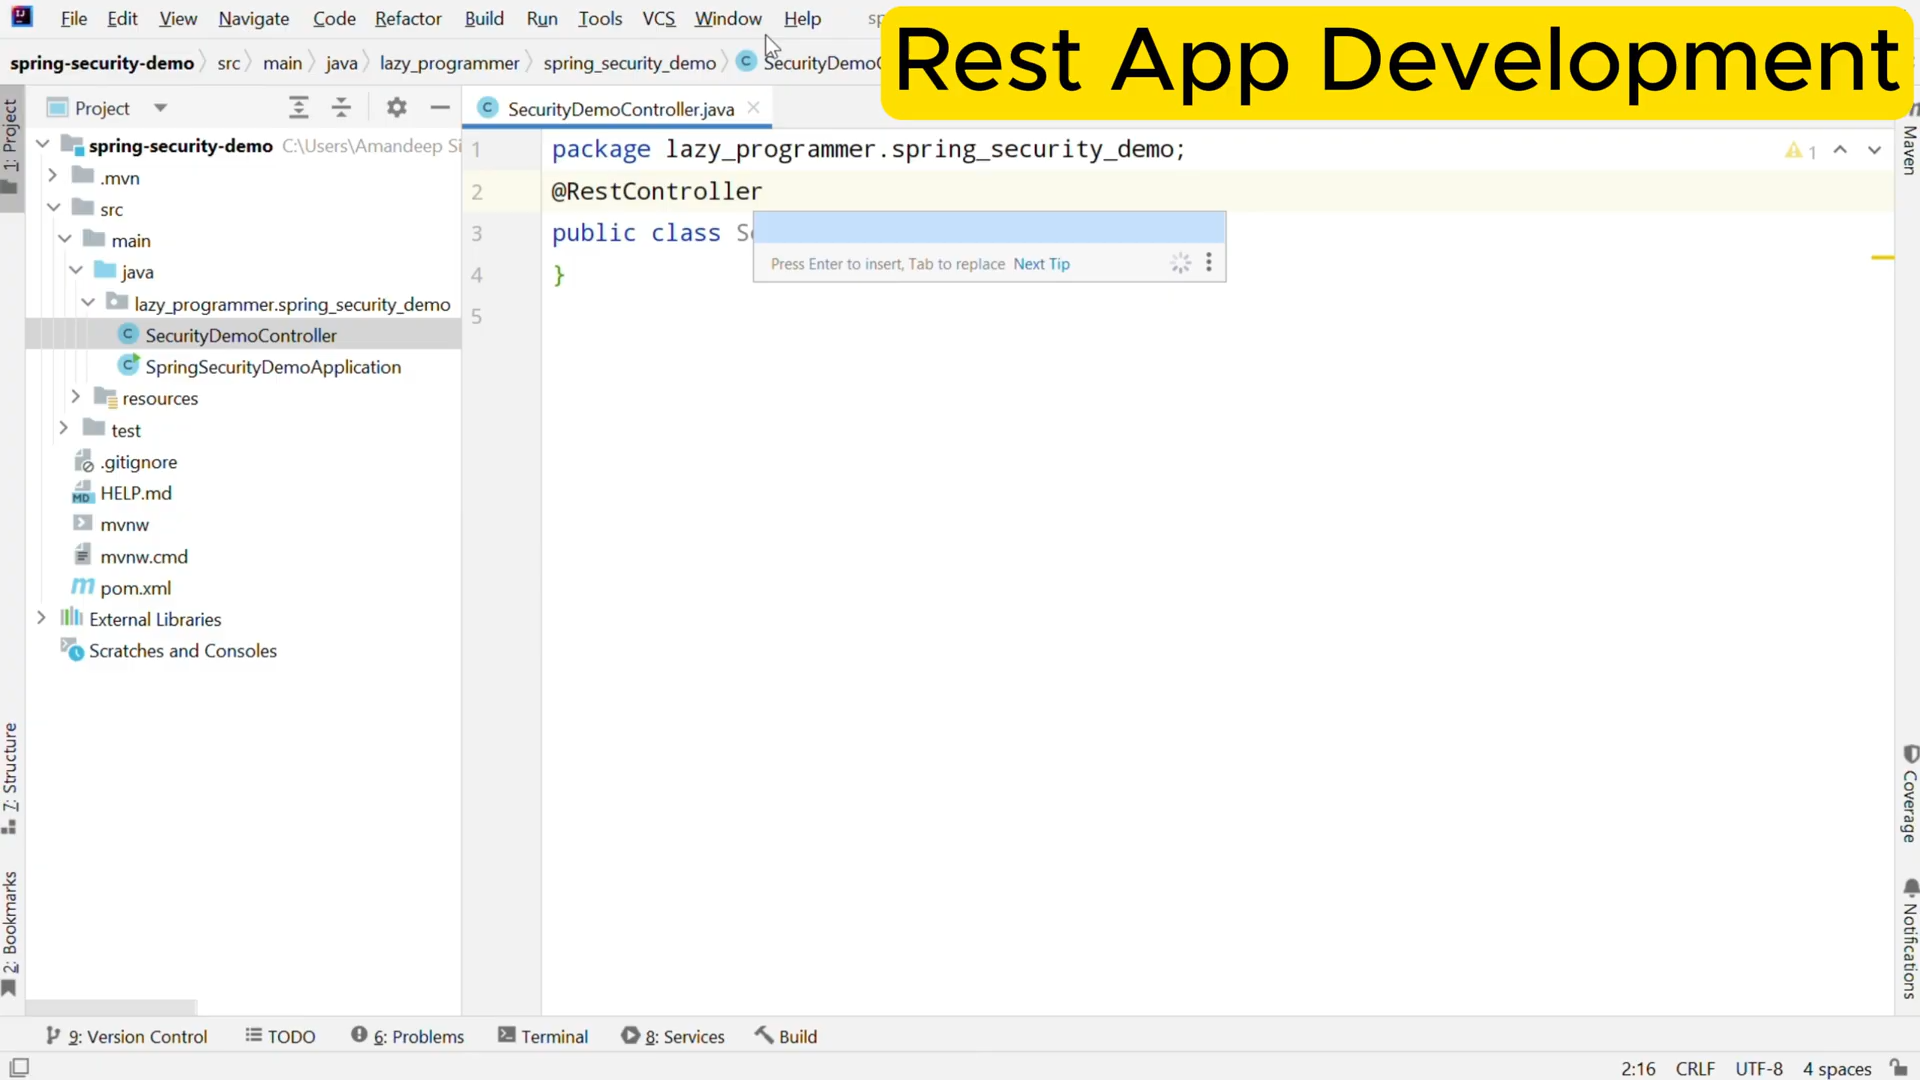 File Edit View Navigate Code Refactor Build Run Tools VCS Window Help sp
Rest App Development
spring-security-demo src main java lazy_programmer spring_security_demo SecurityDemoC
Project
SecurityDemoController.java
1: Project
spring-security-demo C:\Users\Amandeep Si
.mvn
src
main
java
lazy_programmer.spring_security_demo
SecurityDemoController
SpringSecurityDemoApplication
resources
test
.gitignore
HELP.md
mvnw
mvnw.cmd
pom.xml
External Libraries
Scratches and Consoles
1 package lazy_programmer.spring_security_demo;
2 @RestController
3 public class Se
4 }
5
Press Enter to insert, Tab to replace Next Tip
1
Maven
Coverage
Notifications
7: Structure
2: Bookmarks
9: Version Control TODO 6: Problems Terminal 8: Services Build
2:16 CRLF UTF-8 4 spaces